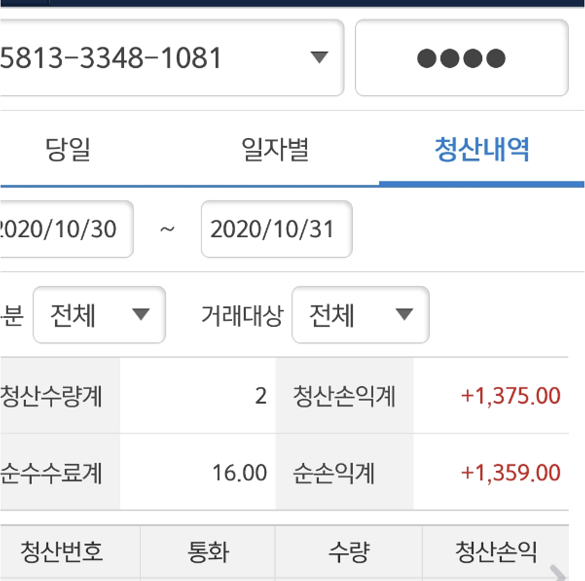 5813-3348-1081 ▼ ●●●●
당일 일자별 청산내역
2020/10/30 ~ 2020/10/31
분 전체 ▼ 거래대상 전체 ▼
청산수량계 2 청산손익계 +1,375.00
순수수료계 16.00 순손익계 +1,359.00
청산번호 통화 수량 청산손익